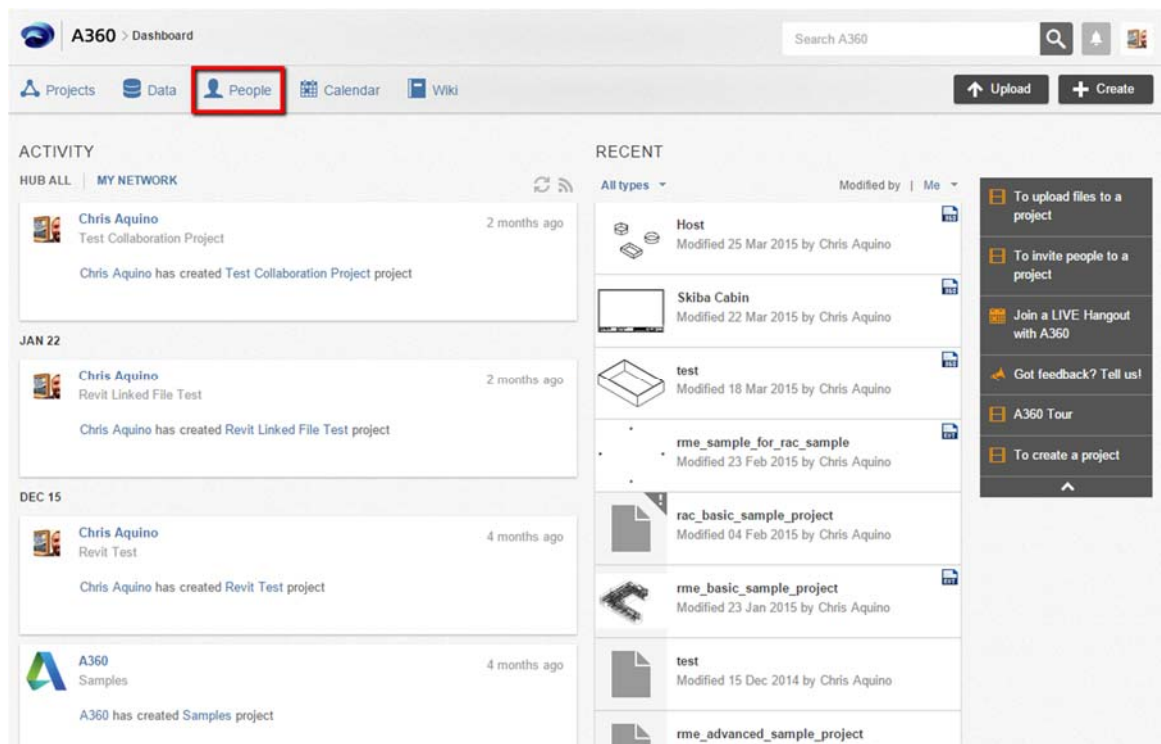 A360 > Dashboard
Search A360
Projects
Data
People
Calendar
Wiki
Upload
Create
ACTIVITY
HUB ALL | MY NETWORK
Chris Aquino
2 months ago
Test Collaboration Project
Chris Aquino has created Test Collaboration Project project
JAN 22
Chris Aquino
2 months ago
Revit Linked File Test
Chris Aquino has created Revit Linked File Test project
DEC 15
Chris Aquino
4 months ago
Revit Test
Chris Aquino has created Revit Test project
A360
4 months ago
Samples
A360 has created Samples project
RECENT
All types
Modified by | Me
Host
Modified 25 Mar 2015 by Chris Aquino
Skiba Cabin
Modified 22 Mar 2015 by Chris Aquino
test
Modified 18 Mar 2015 by Chris Aquino
rme_sample_for_rac_sample
Modified 23 Feb 2015 by Chris Aquino
rac_basic_sample_project
Modified 04 Feb 2015 by Chris Aquino
rme_basic_sample_project
Modified 23 Jan 2015 by Chris Aquino
test
Modified 15 Dec 2014 by Chris Aquino
rme_advanced_sample_project
To upload files to a
project
To invite people to a
project
Join a LIVE Hangout
with A360
Got feedback? Tell us!
A360 Tour
To create a project